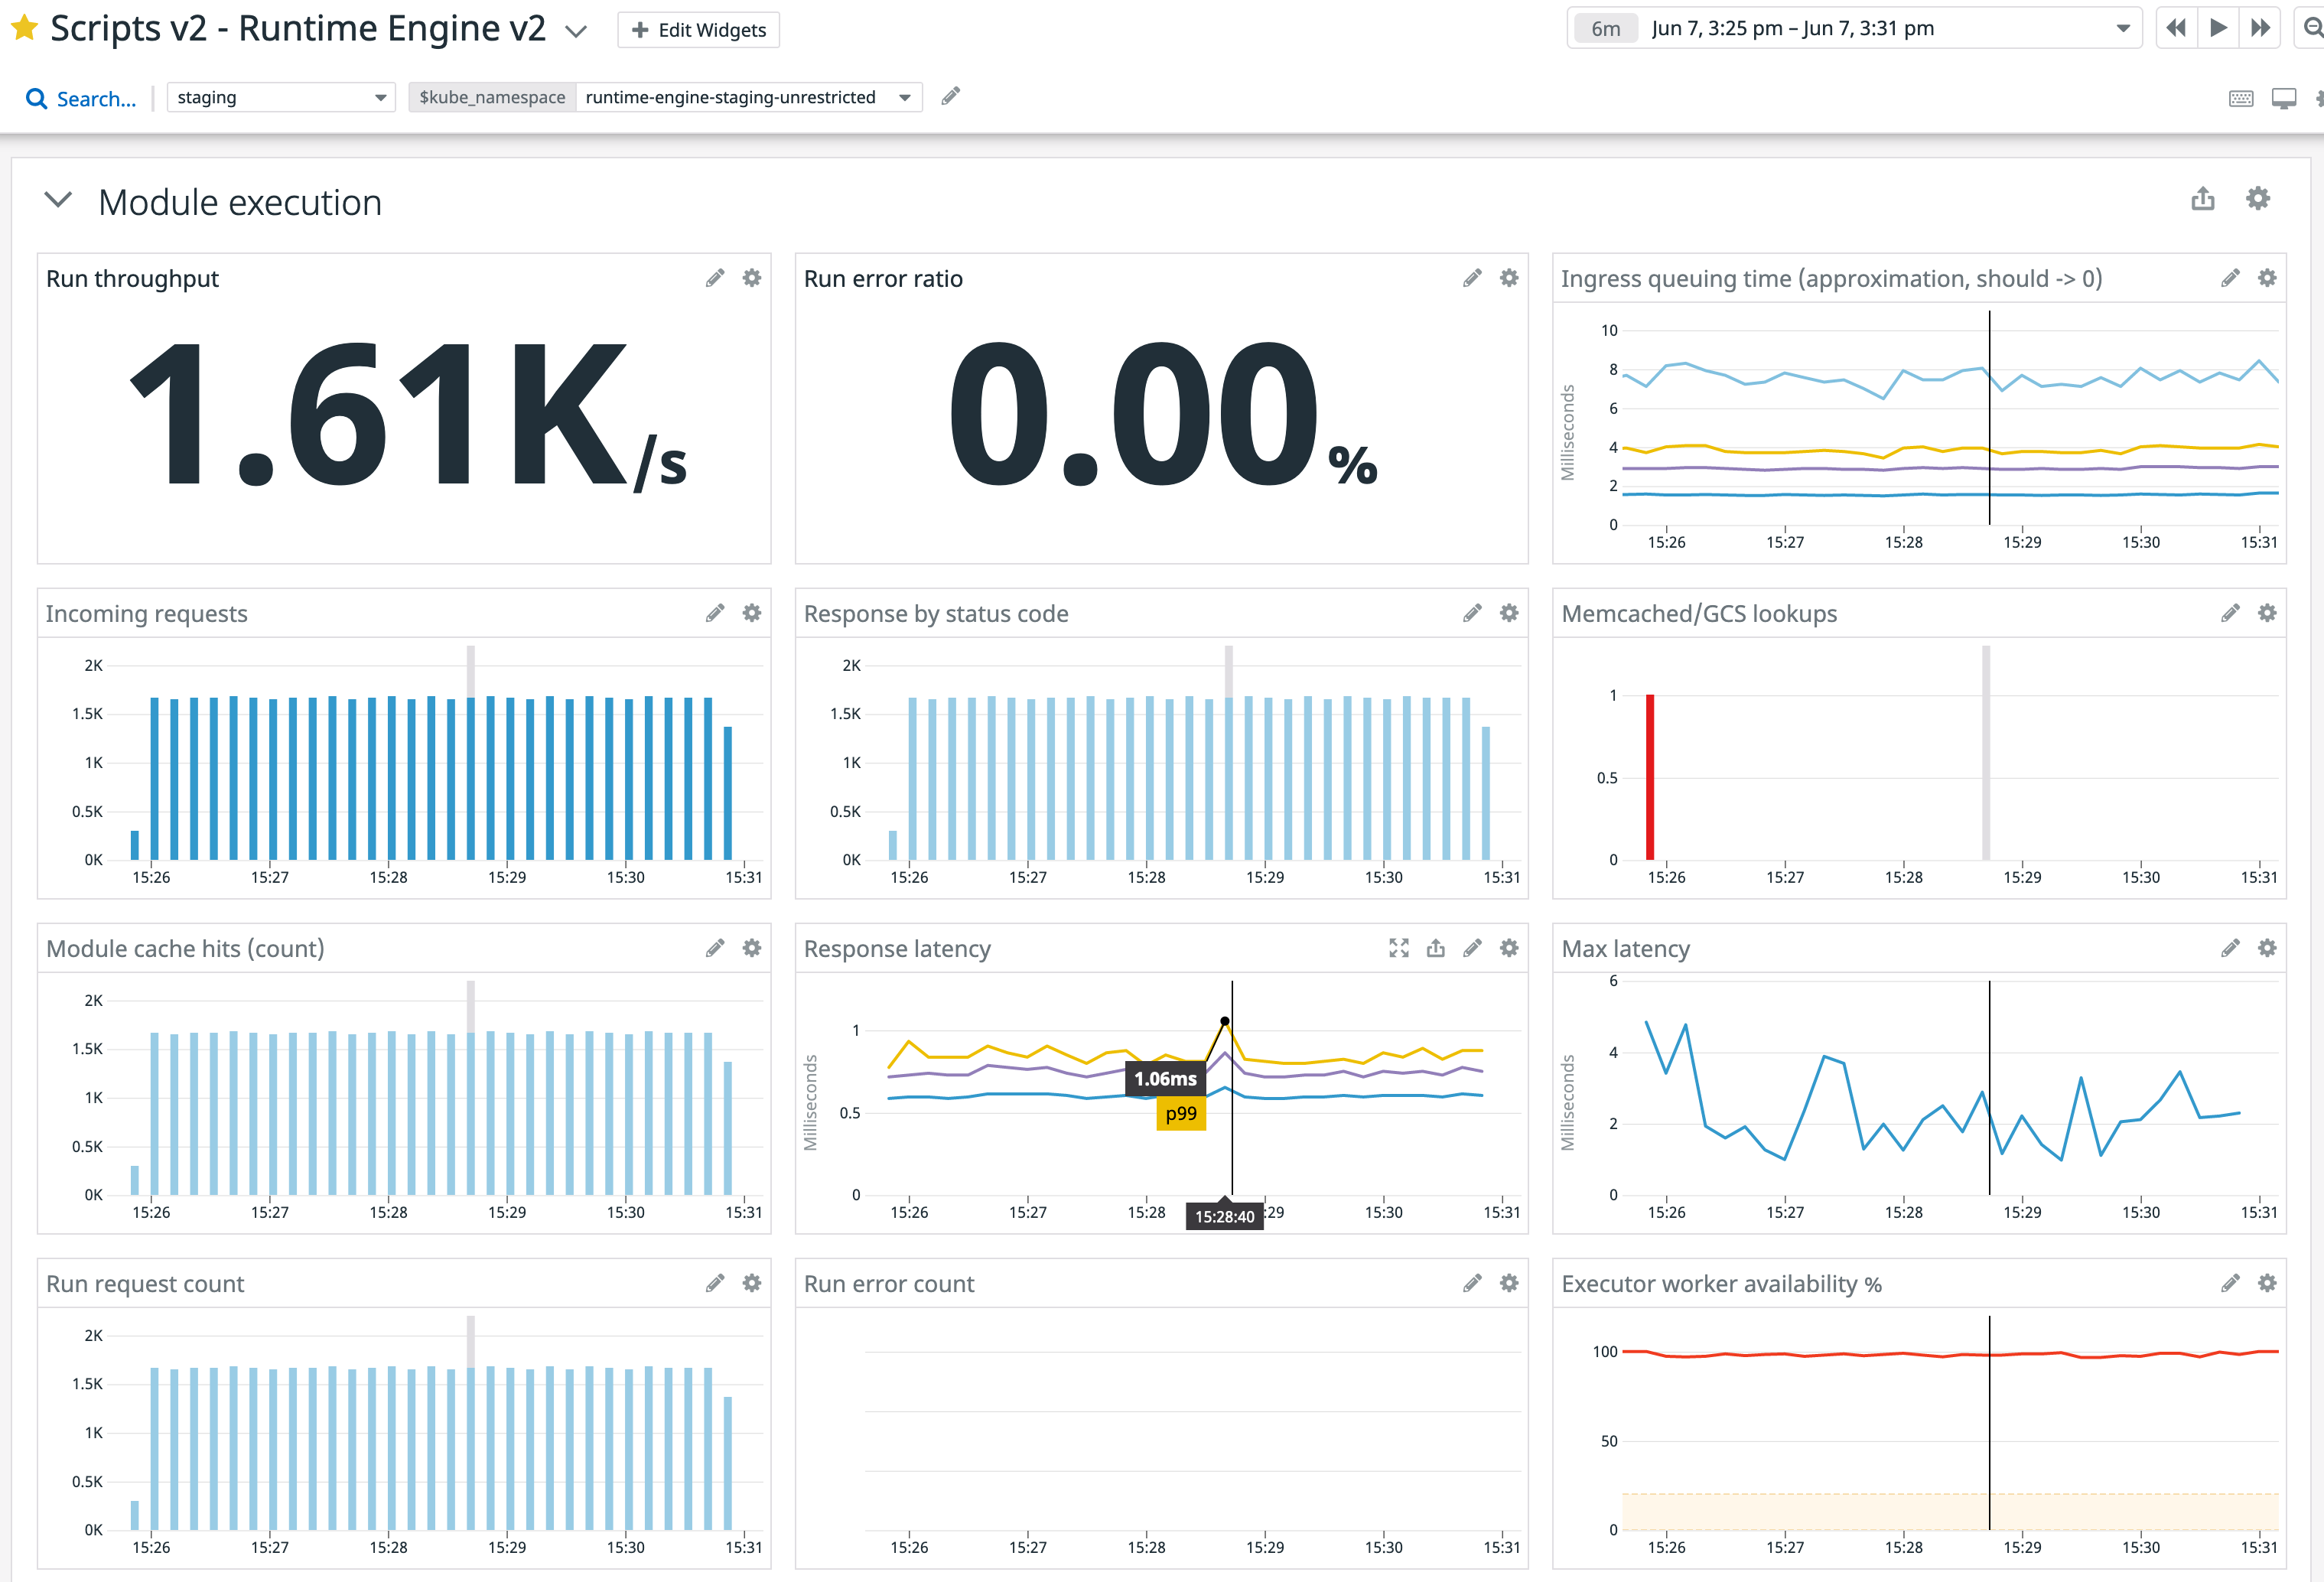 Scripts v2 - Runtime Engine v2
Edit Widgets
6m Jun 7, 3:25 pm – Jun 7, 3:31 pm
Search...
staging
$kube_namespace runtime-engine-staging-unrestricted
Module execution
Run throughput
1.61K/s
Run error ratio
0.00%
Ingress queuing time (approximation, should -> 0)
Milliseconds
10
8
6
4
2
0
15:26 15:27 15:28 15:29 15:30 15:31
Incoming requests
2K
1.5K
1K
0.5K
0K
15:26 15:27 15:28 15:29 15:30 15:31
Response by status code
2K
1.5K
1K
0.5K
0K
15:26 15:27 15:28 15:29 15:30 15:31
Memcached/GCS lookups
1
0.5
0
15:26 15:27 15:28 15:29 15:30 15:31
Module cache hits (count)
2K
1.5K
1K
0.5K
0K
15:26 15:27 15:28 15:29 15:30 15:31
Response latency
Milliseconds
1
1.06ms
0.5
p99
0
15:26 15:27 15:28 15:28:40 :29 15:30 15:31
Max latency
Milliseconds
6
4
2
0
15:26 15:27 15:28 15:29 15:30 15:31
Run request count
2K
1.5K
1K
0.5K
0K
15:26 15:27 15:28 15:29 15:30 15:31
Run error count
15:26 15:27 15:28 15:29 15:30 15:31
Executor worker availability %
100
50
0
15:26 15:27 15:28 15:29 15:30 15:31